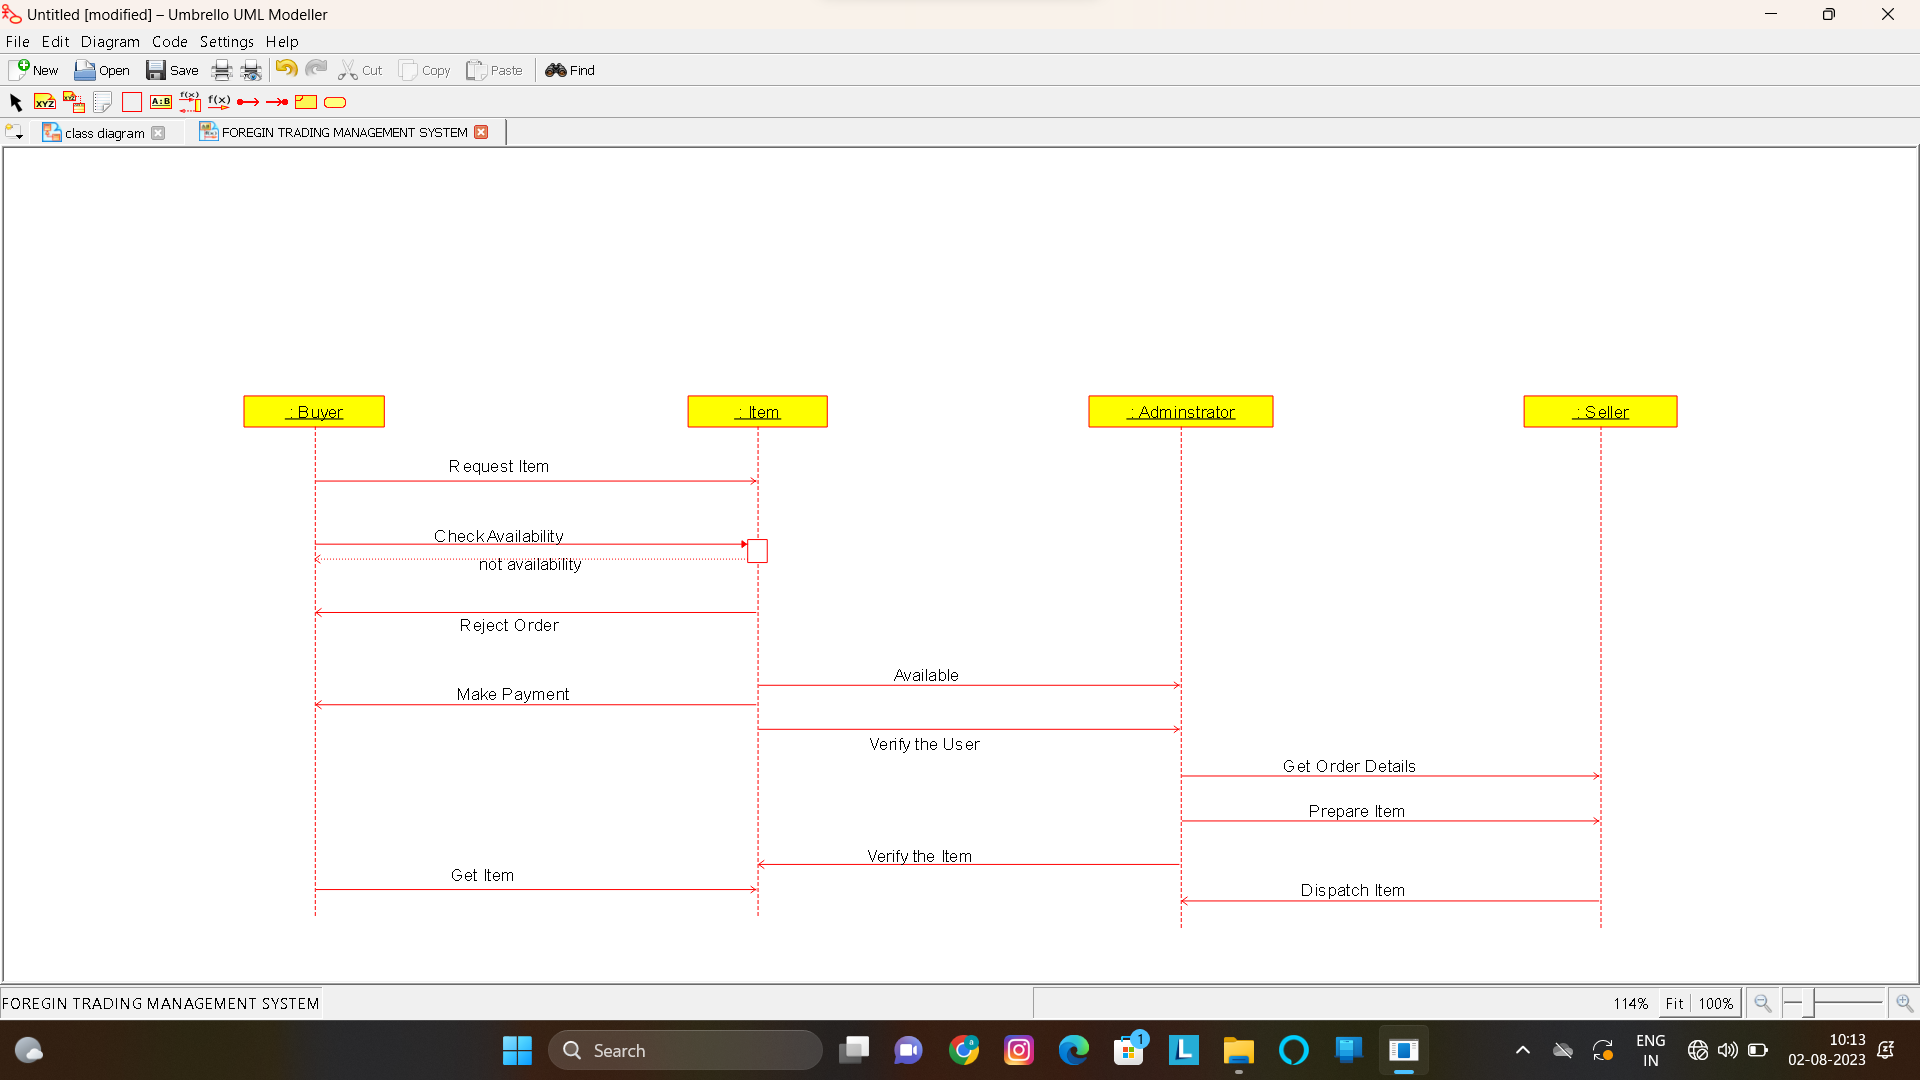 Untitled [modified] – Umbrello UML Modeller
File Edit Diagram Code Settings Help
New Open Save Cut Copy Paste Find
XYZ XYZ A:B f(x) f(x)
class diagram FOREGIN TRADING MANAGEMENT SYSTEM
: Buyer : Item : Adminstrator : Seller
Request Item
Check Availability
not availability
Reject Order
Available
Make Payment
Verify the User
Get Order Details
Prepare Item
Verify the Item
Get Item
Dispatch Item
FOREGIN TRADING MANAGEMENT SYSTEM 114% Fit 100%
Search
a
1
L
ENG
IN
10:13
02-08-2023